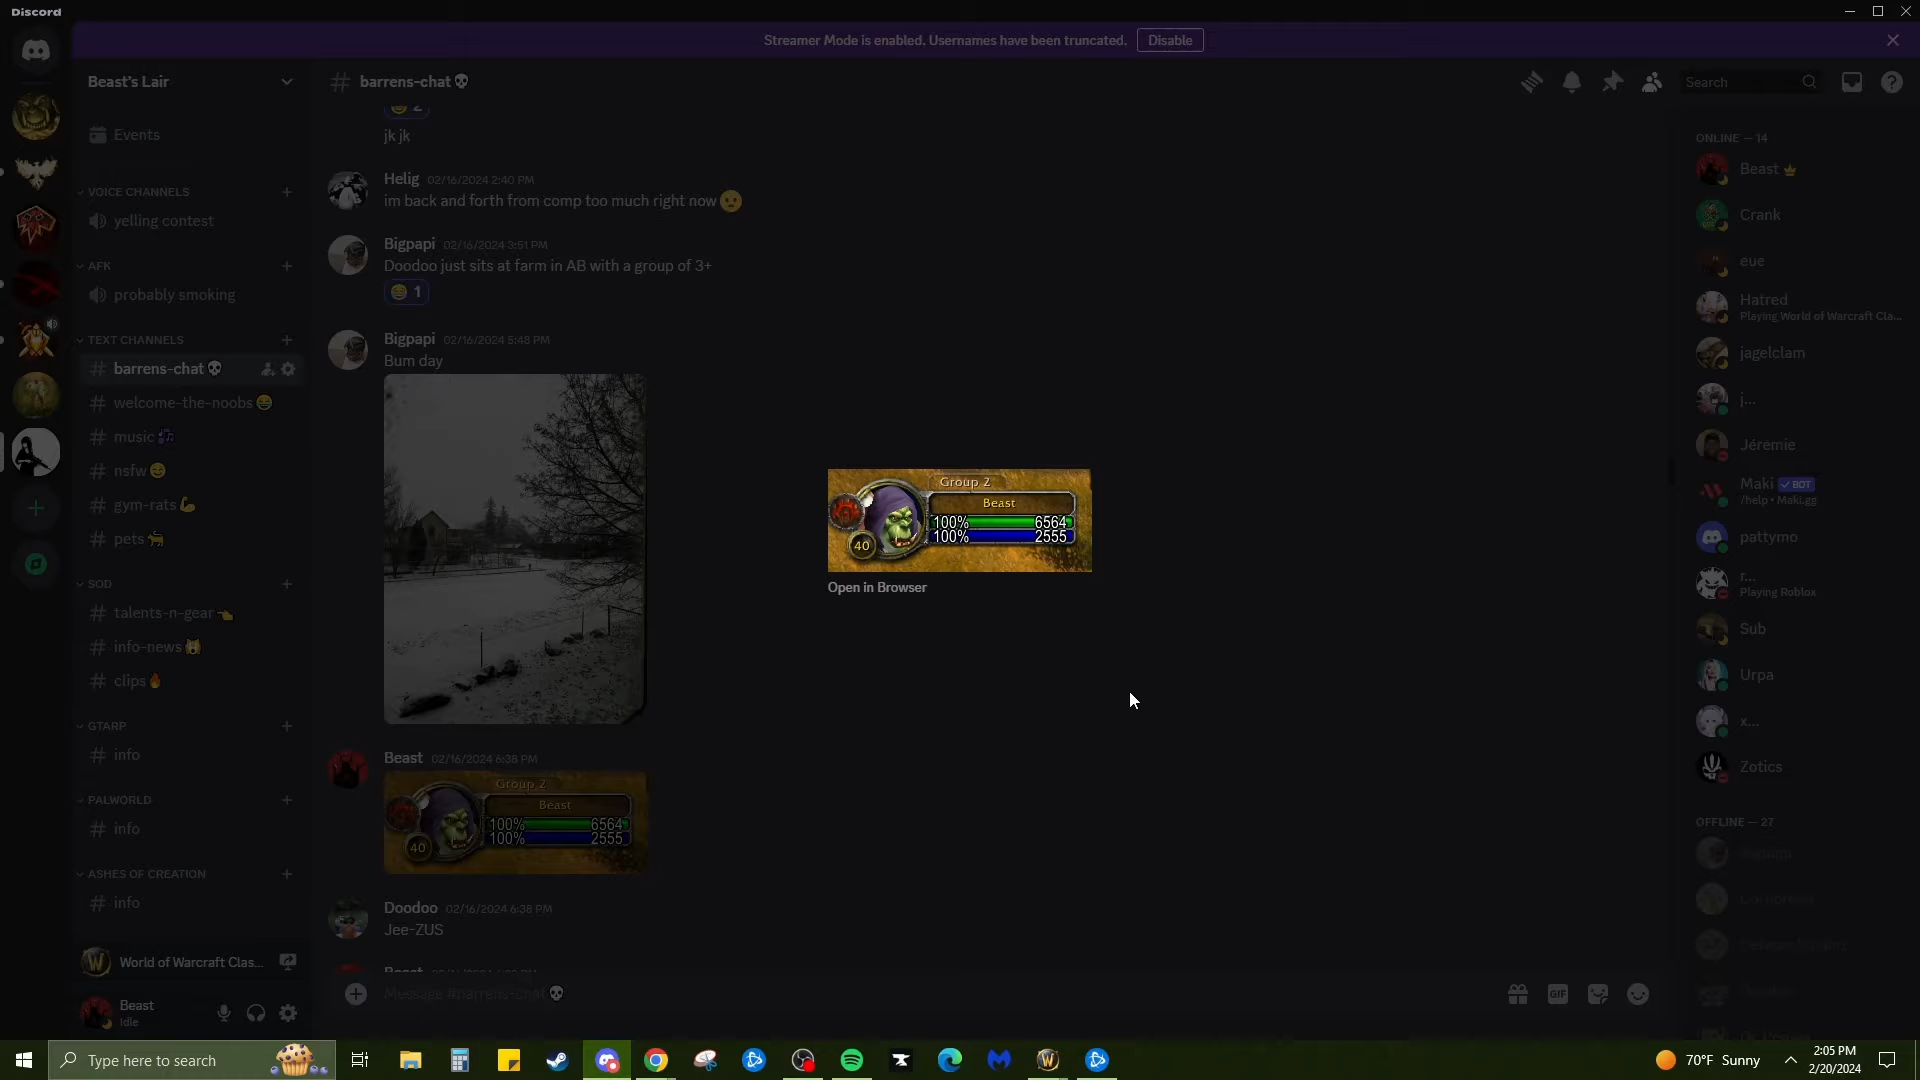 Discord
Streamer Mode is enabled. Usernames have been truncated.
Disable
Beast's Lair
barrens-chat
Search
Events
VOICE CHANNELS
yelling contest
AFK
probably smoking
TEXT CHANNELS
barrens-chat
welcome-the-noobs
music
nsfw
gym-rats
pets
SOD
talents-n-gear
info-news
clips
GTARP
info
PALWORLD
info
ASHES OF CREATION
info
World of Warcraft Clas...
Beast
Idle
2
jk jk
Helig 02/16/2024 2:40 PM
im back and forth from comp too much right now
Bigpapi 02/16/2024 3:51 PM
Doodoo just sits at farm in AB with a group of 3+
1
Bigpapi 02/16/2024 5:48 PM
Bum day
Beast 02/16/2024 6:38 PM
Group 2
Beast
100% 6564
100% 2555
40
Doodoo 02/16/2024 6:38 PM
Jee-ZUS
Beast
Message #barrens-chat
GIF
Group 2
Beast
100% 6564
100% 2555
40
Open in Browser
ONLINE — 14
Beast
Crank
eue
Hatred
Playing World of Warcraft Cla...
jagelclam
j...
Jérémie
Maki BOT
/help • Maki.gg
pattymo
r...
Playing Roblox
Sub
Urpa
x...
Zotics
OFFLINE — 27
Type here to search
70°F Sunny
2:05 PM
2/20/2024